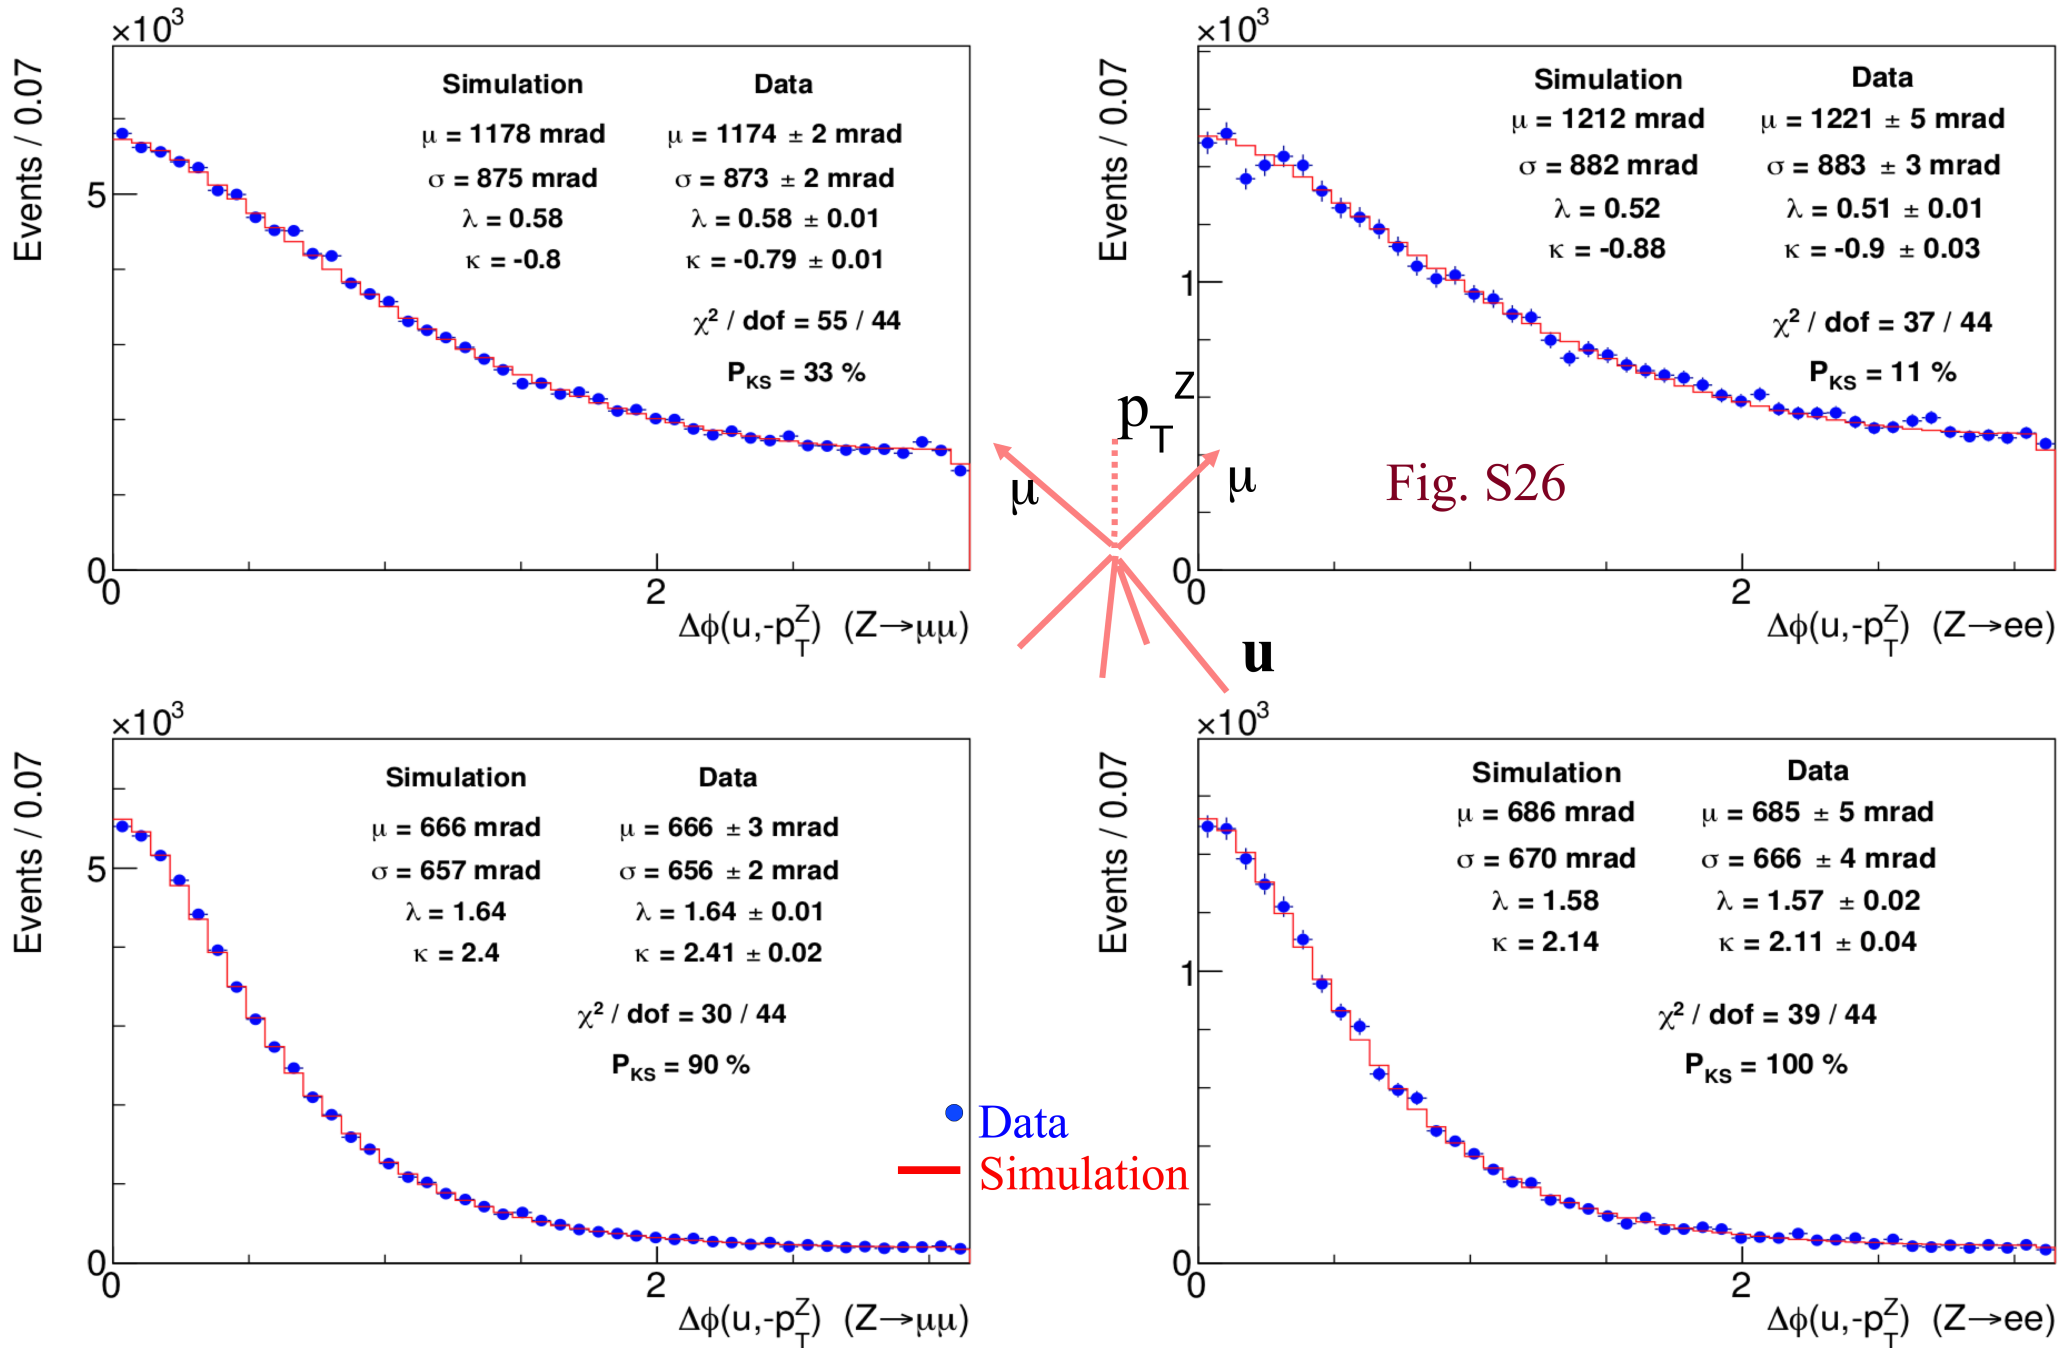 ×10³
Events / 0.07
Simulation Data
μ = 1178 mrad μ = 1174 ± 2 mrad
σ = 875 mrad σ = 873 ± 2 mrad
λ = 0.58 λ = 0.58 ± 0.01
κ = -0.8 κ = -0.79 ± 0.01
χ² / dof = 55 / 44
P_KS = 33 %
5
0
0 2
Δϕ(u,-p_T^Z) (Z→μμ)
×10³
Events / 0.07
Simulation Data
μ = 1212 mrad μ = 1221 ± 5 mrad
σ = 882 mrad σ = 883 ± 3 mrad
λ = 0.52 λ = 0.51 ± 0.01
κ = -0.88 κ = -0.9 ± 0.03
χ² / dof = 37 / 44
P_KS = 11 %
1
0
0 2
Δϕ(u,-p_T^Z) (Z→ee)
p_T^Z
μ μ
Fig. S26
u
×10³
Events / 0.07
Simulation Data
μ = 666 mrad μ = 666 ± 3 mrad
σ = 657 mrad σ = 656 ± 2 mrad
λ = 1.64 λ = 1.64 ± 0.01
κ = 2.4 κ = 2.41 ± 0.02
χ² / dof = 30 / 44
P_KS = 90 %
5
0
0 2
Δϕ(u,-p_T^Z) (Z→μμ)
Data
Simulation
×10³
Events / 0.07
Simulation Data
μ = 686 mrad μ = 685 ± 5 mrad
σ = 670 mrad σ = 666 ± 4 mrad
λ = 1.58 λ = 1.57 ± 0.02
κ = 2.14 κ = 2.11 ± 0.04
χ² / dof = 39 / 44
P_KS = 100 %
1
0
0 2
Δϕ(u,-p_T^Z) (Z→ee)